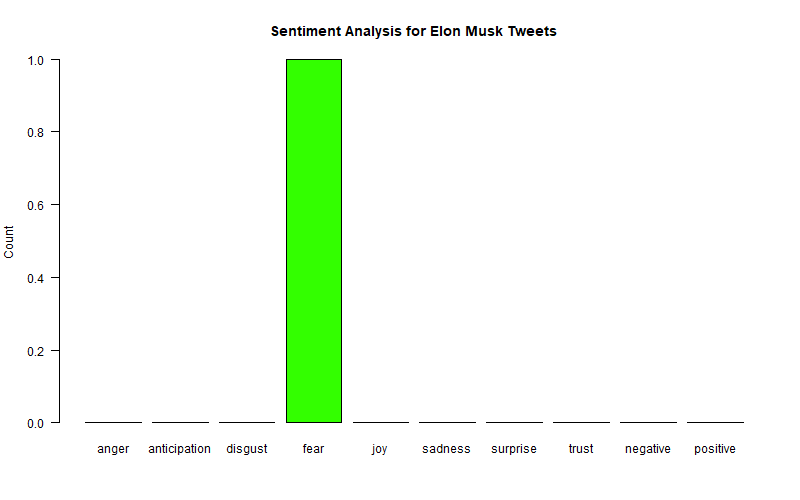 Sentiment Analysis for Elon Musk Tweets
1.0
0.8
0.6
0.4
0.2
0.0
Count
anger anticipation disgust fear joy sadness surprise trust negative positive